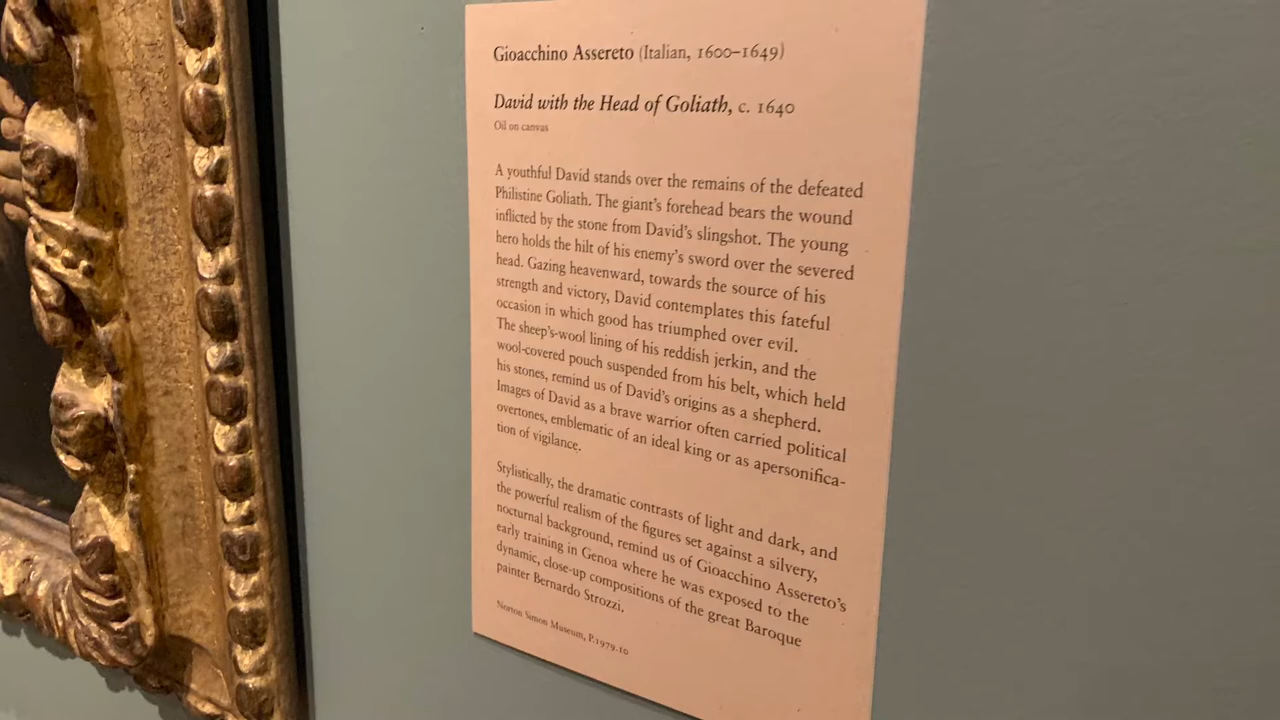 Gioacchino Assereto (Italian, 1600–1649)
David with the Head of Goliath, c. 1640
Oil on canvas
A youthful David stands over the remains of the defeated
Philistine Goliath. The giant's forehead bears the wound
inflicted by the stone from David's slingshot. The young
hero holds the hilt of his enemy's sword over the severed
head. Gazing heavenward, towards the source of his
strength and victory, David contemplates this fateful
occasion in which good has triumphed over evil.
The sheep's-wool lining of his reddish jerkin, and the
wool-covered pouch suspended from his belt, which held
his stones, remind us of David's origins as a shepherd.
Images of David as a brave warrior often carried political
overtones, emblematic of an ideal king or as apersonifica-
tion of vigilance.
Stylistically, the dramatic contrasts of light and dark, and
the powerful realism of the figures set against a silvery,
nocturnal background, remind us of Gioacchino Assereto's
early training in Genoa where he was exposed to the
dynamic, close-up compositions of the great Baroque
painter Bernardo Strozzi.
Norton Simon Museum, P.1979.10